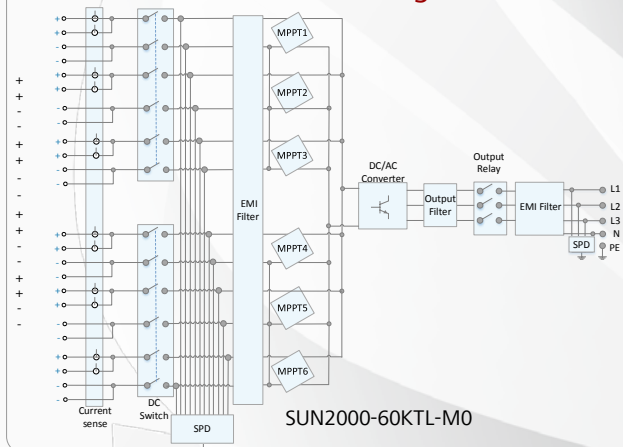 MPPT1
MPPT2
MPPT3
MPPT4
MPPT5
MPPT6
EMI
Filter
DC/AC
Converter
Output
Filter
Output
Relay
EMI Filter
L1
L2
L3
N
PE
SPD
Current
sense
DC
Switch
SPD
SUN2000-60KTL-M0
+
+
-
-
+
+
-
-
+
+
-
-
+
+
-
-
+
+
-
-
+
+
-
-
+
+
-
-
+
+
-
-
+
+
-
-
+
+
-
-